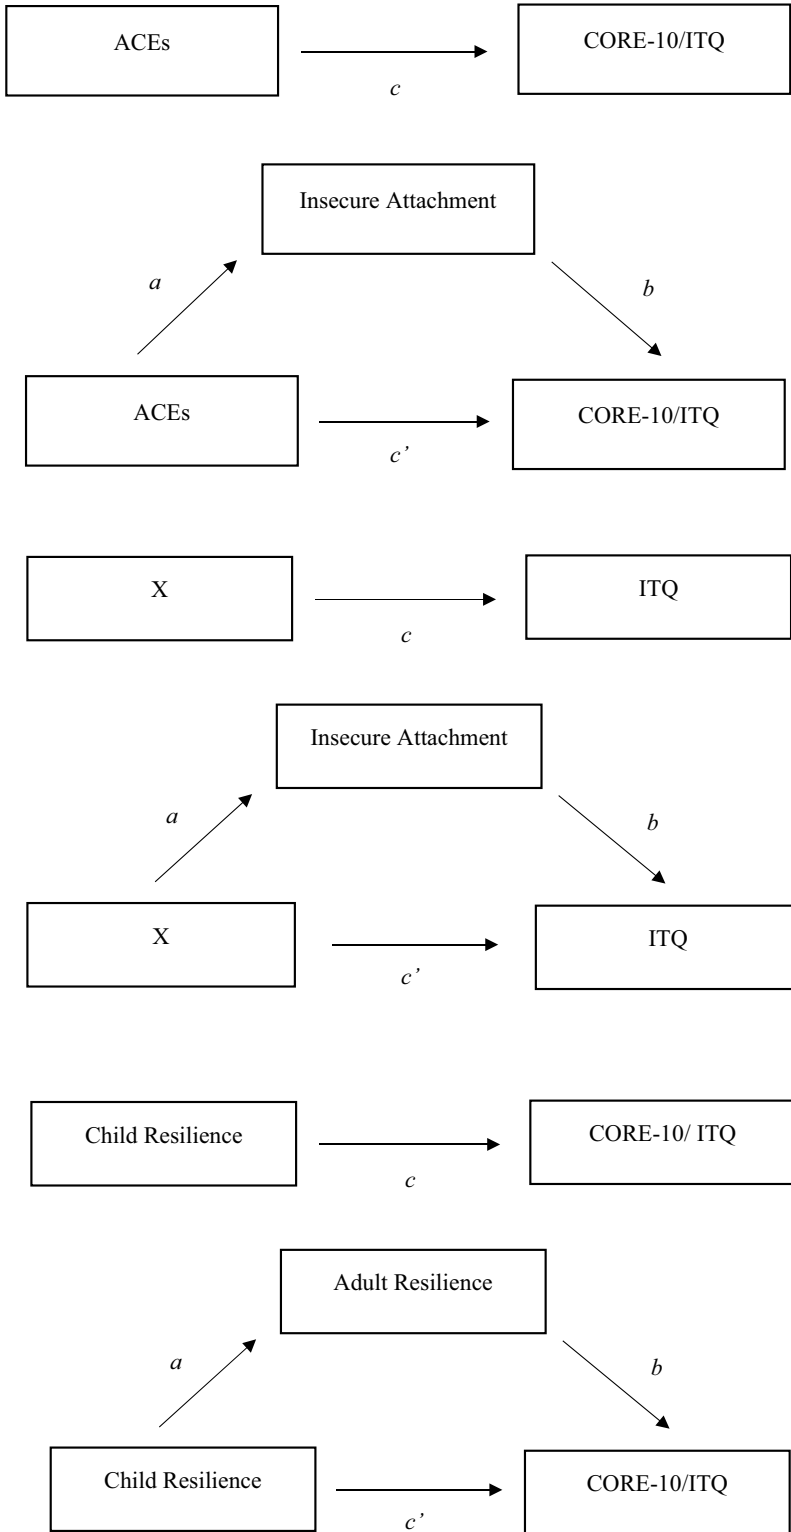 ACEs
CORE-10/ITQ
c
Insecure Attachment
a
b
ACEs
CORE-10/ITQ
c’
X
ITQ
c
Insecure Attachment
a
b
X
ITQ
c’
Child Resilience
CORE-10/ ITQ
c
Adult Resilience
a
b
Child Resilience
CORE-10/ITQ
c’